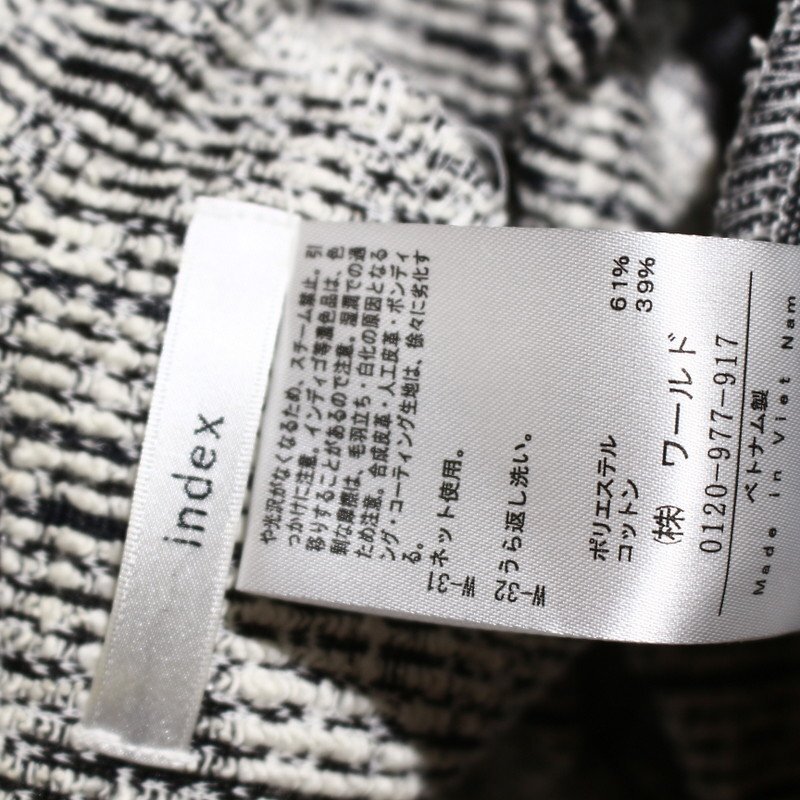 index
や光沢がなくなるため、スチーム禁止。引
つかけに注意。インディゴ等濃色品は、色
移りすることがあるので注意。湿潤での過
剰な摩擦は、毛羽立ち・白化の原因となる
ため注意。合成皮革・人工皮革・ボンディ
ング・コーティング生地は、徐々に劣化す
る。
W-31
ネット使用。
W-32
うら返し洗い。
ポリエステル 61%
コットン 39%
㈱ ワールド
0120-977-917
ベトナム製
Made in Viet Nam